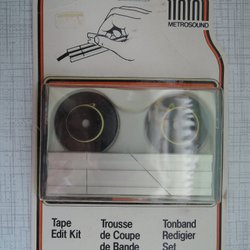 METROSOUND
Tape
Edit Kit
Trousse
de Coupe
de Bande
Tonband
Redigier
Set